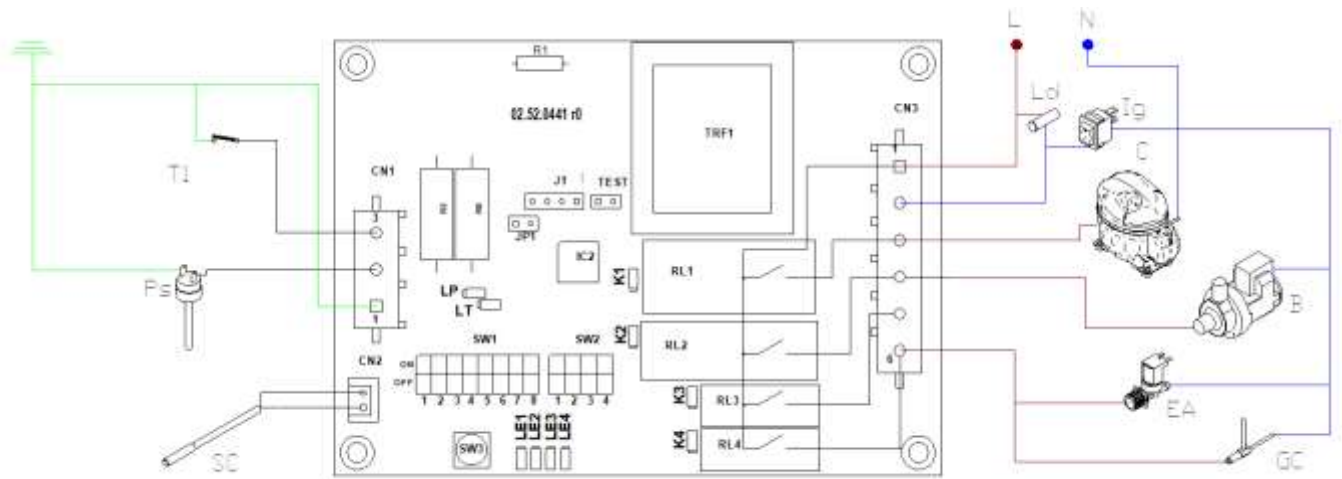 L N
R1
Ld
Ig
02.52.0441 r0
CN3
TRF1
1
C
T1
CN1
J1 TEST
3
JP1
IC2
K1
RL1
Ps
LP
LT
B
1
K2
RL2
SW1 SW2
CN2
ON
OFF
6
1 2 3 4 5 6 7 8 1 2 3 4
K3
RL3
EA
LE1
LE2
LE3
LE4
K4
RL4
SW3
SC
GC